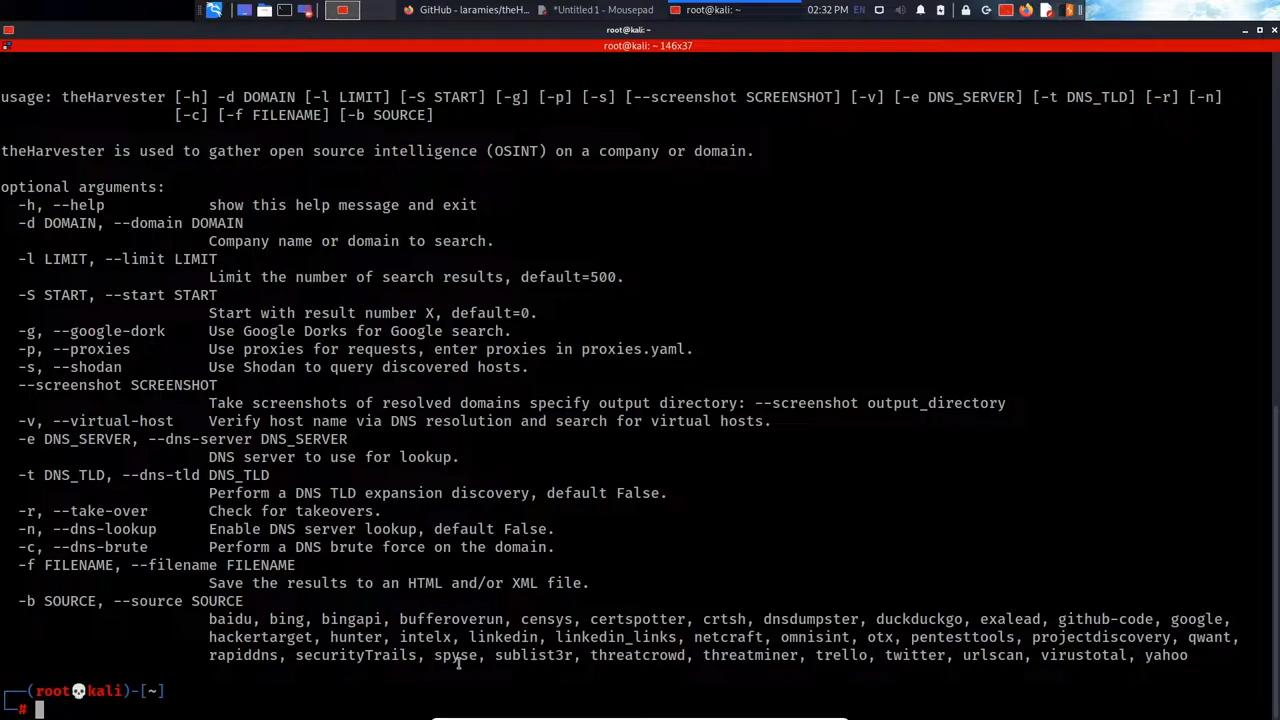 GitHub - laramies/theH...
*Untitled 1 - Mousepad
root@kali: ~
02:32 PM
EN
root@kali: ~
root@kali: ~ 146x37
usage: theHarvester [-h] -d DOMAIN [-l LIMIT] [-S START] [-g] [-p] [-s] [--screenshot SCREENSHOT] [-v] [-e DNS_SERVER] [-t DNS_TLD] [-r] [-n]
[-c] [-f FILENAME] [-b SOURCE]
theHarvester is used to gather open source intelligence (OSINT) on a company or domain.
optional arguments:
-h, --help show this help message and exit
-d DOMAIN, --domain DOMAIN
Company name or domain to search.
-l LIMIT, --limit LIMIT
Limit the number of search results, default=500.
-S START, --start START
Start with result number X, default=0.
-g, --google-dork Use Google Dorks for Google search.
-p, --proxies Use proxies for requests, enter proxies in proxies.yaml.
-s, --shodan Use Shodan to query discovered hosts.
--screenshot SCREENSHOT
Take screenshots of resolved domains specify output directory: --screenshot output_directory
-v, --virtual-host Verify host name via DNS resolution and search for virtual hosts.
-e DNS_SERVER, --dns-server DNS_SERVER
DNS server to use for lookup.
-t DNS_TLD, --dns-tld DNS_TLD
Perform a DNS TLD expansion discovery, default False.
-r, --take-over Check for takeovers.
-n, --dns-lookup Enable DNS server lookup, default False.
-c, --dns-brute Perform a DNS brute force on the domain.
-f FILENAME, --filename FILENAME
Save the results to an HTML and/or XML file.
-b SOURCE, --source SOURCE
baidu, bing, bingapi, bufferoverun, censys, certspotter, crtsh, dnsdumpster, duckduckgo, exalead, github-code, google,
hackertarget, hunter, intelx, linkedin, linkedin_links, netcraft, omnisint, otx, pentesttools, projectdiscovery, qwant,
rapiddns, securityTrails, spyse, sublist3r, threatcrowd, threatminer, trello, twitter, urlscan, virustotal, yahoo
┌──(root💀kali)-[~]
└─#